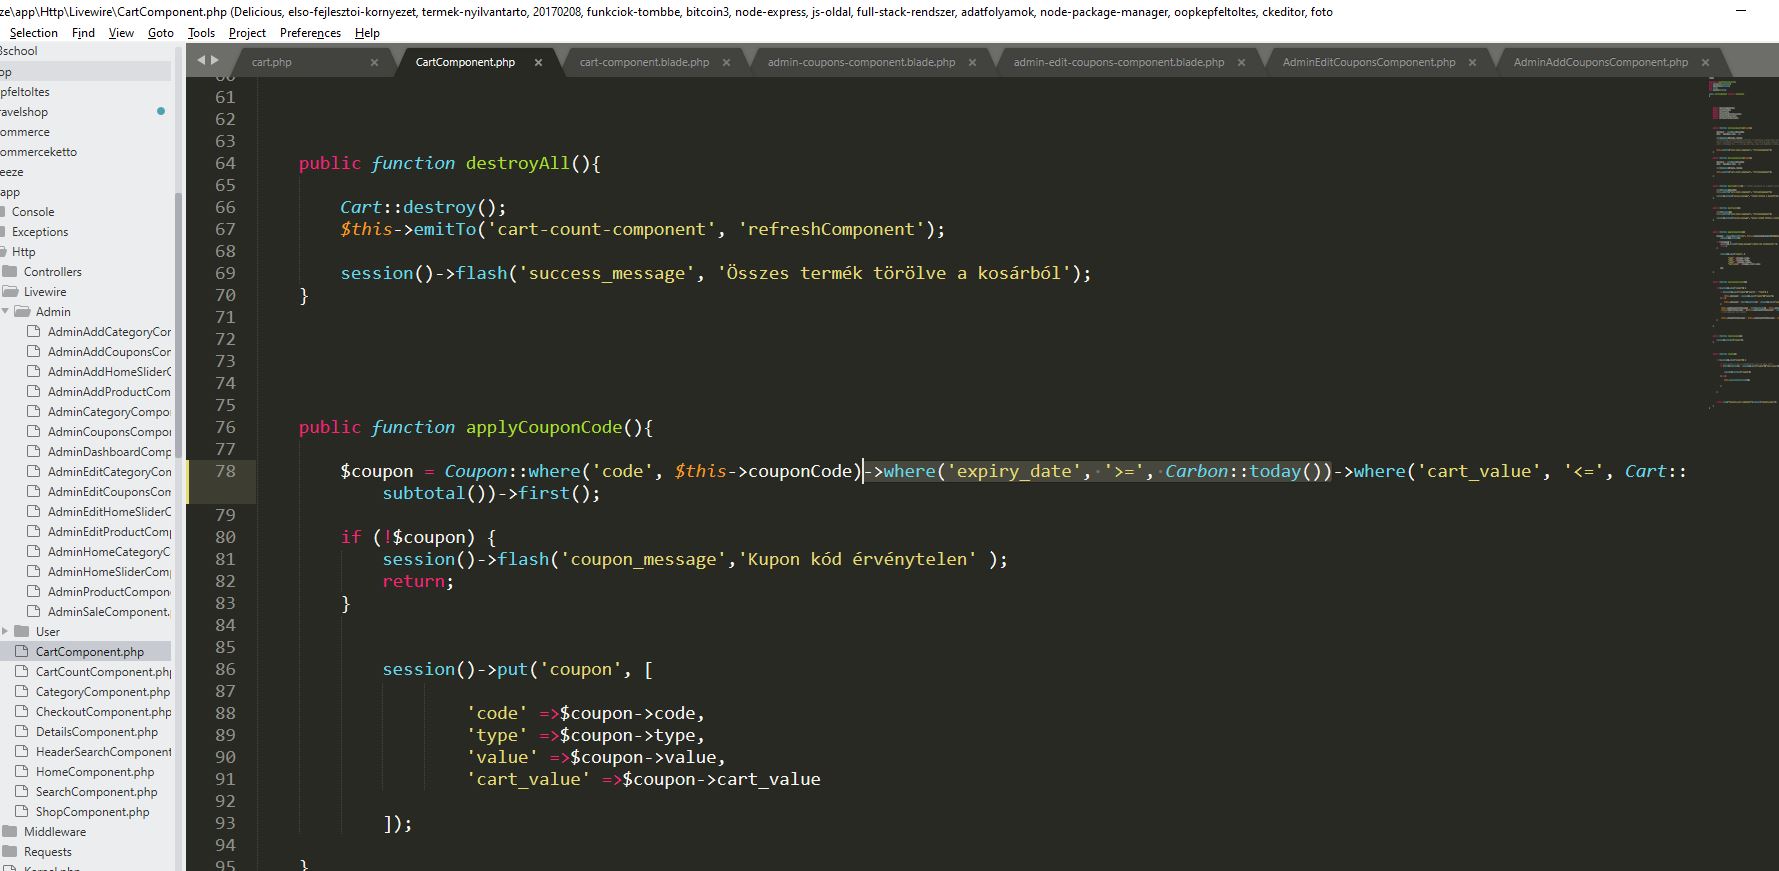 ze\app\Http\Livewire\CartComponent.php (Delicious, elso-fejlesztoi-kornyezet, termek-nyilvantarto, 20170208, funkciok-tombbe, bitcoin3, node-express, js-oldal, full-stack-rendszer, adatfolyamok, node-package-manager, oopkepfeltoltes, ckeditor, foto
Selection Find View Goto Tools Project Preferences Help
3school
op
pfeltoltes
ravelshop
ommerce
ommerceketto
eeze
app
Console
Exceptions
Http
Controllers
Livewire
Admin
AdminAddCategoryCor
AdminAddCouponsCor
AdminAddHomeSliderC
AdminAddProductCom
AdminCategoryCompo
AdminCouponsCompo
AdminDashboardComp
AdminEditCategoryCon
AdminEditCouponsCom
AdminEditHomeSliderC
AdminEditProductComp
AdminHomeCategoryC
AdminHomeSliderComp
AdminProductCompon
AdminSaleComponent.
User
CartComponent.php
CartCountComponent.php
CategoryComponent.php
CheckoutComponent.php
DetailsComponent.php
HeaderSearchComponent
HomeComponent.php
SearchComponent.php
ShopComponent.php
Middleware
Requests
Kernel.php
cart.php × CartComponent.php × cart-component.blade.php × admin-coupons-component.blade.php × admin-edit-coupons-component.blade.php × AdminEditCouponsComponent.php × AdminAddCouponsComponent.php ×
60
61
62
63
64 public function destroyAll(){
65
66 Cart::destroy();
67 $this->emitTo('cart-count-component', 'refreshComponent');
68
69 session()->flash('success_message', 'Összes termék törölve a kosárból');
70 }
71
72
73
74
75
76 public function applyCouponCode(){
77
78 $coupon = Coupon::where('code', $this->couponCode)->where('expiry_date', '>=', Carbon::today())->where('cart_value', '<=', Cart::
subtotal())->first();
79
80 if (!$coupon) {
81 session()->flash('coupon_message','Kupon kód érvénytelen' );
82 return;
83 }
84
85
86 session()->put('coupon', [
87
88 'code' =>$coupon->code,
89 'type' =>$coupon->type,
90 'value' =>$coupon->value,
91 'cart_value' =>$coupon->cart_value
92
93 ]);
94
95 }